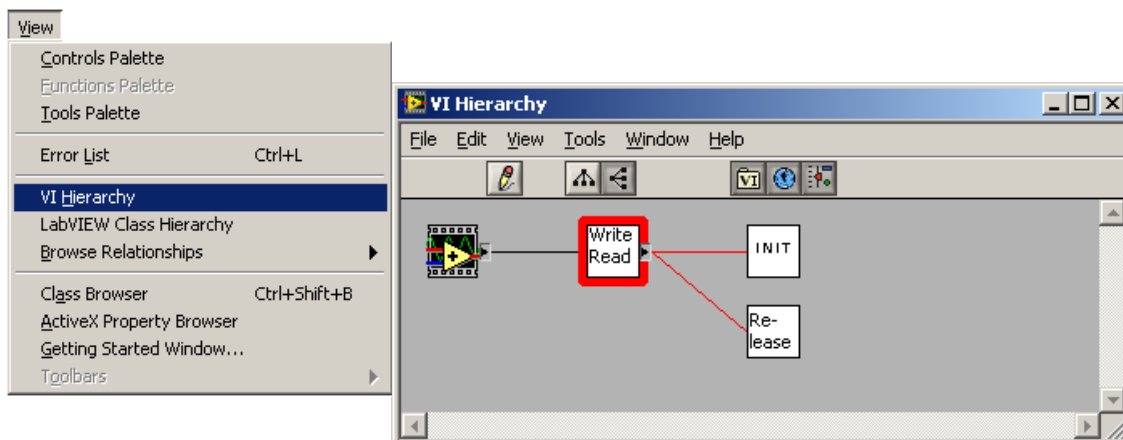 View
Controls Palette
Functions Palette
Tools Palette
Error List Ctrl+L
VI Hierarchy
LabVIEW Class Hierarchy
Browse Relationships
Class Browser Ctrl+Shift+B
ActiveX Property Browser
Getting Started Window...
Toolbars
VI Hierarchy
File Edit View Tools Window Help
VI
Write
Read
INIT
Re-
lease